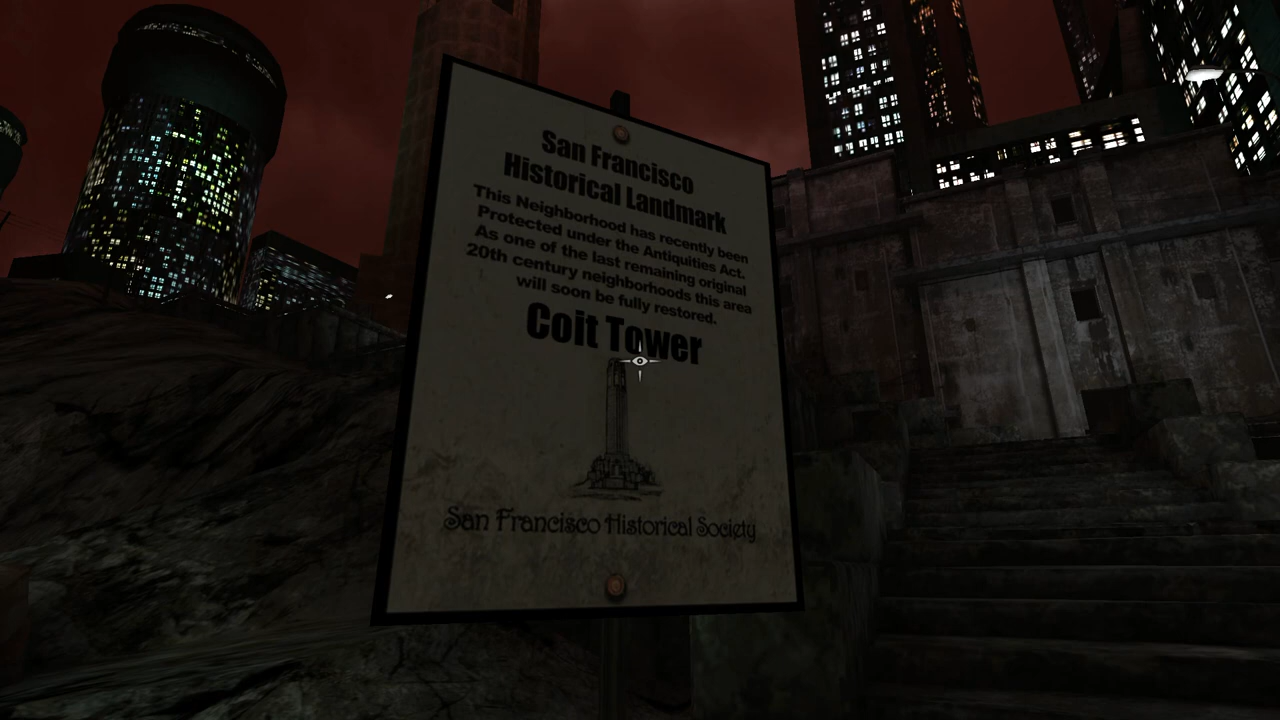 San Francisco
Historical Landmark
This Neighborhood has recently been
Protected under the Antiquities Act.
As one of the last remaining original
20th century neighborhoods this area
will soon be fully restored.
Coit Tower
San Francisco Historical Society